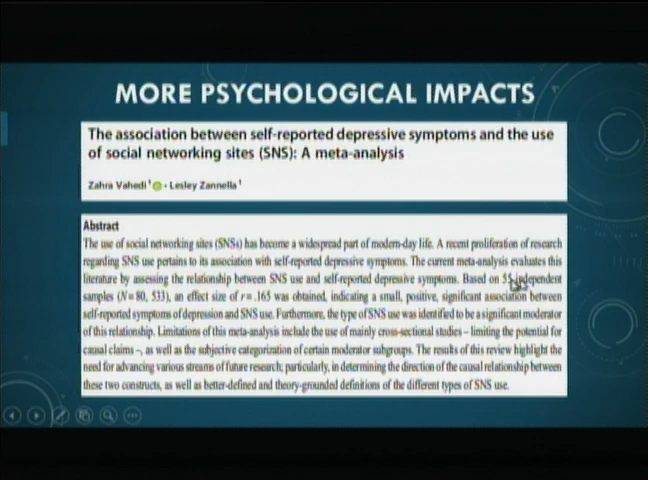 MORE PSYCHOLOGICAL IMPACTS
The association between self-reported depressive symptoms and the use
of social networking sites (SNS): A meta-analysis
Zahra Vahedi¹ · Lesley Zannella¹
Abstract
The use of social networking sites (SNSs) has become a widespread part of modern-day life. A recent proliferation of research
regarding SNS use pertains to its association with self-reported depressive symptoms. The current meta-analysis evaluates this
literature by assessing the relationship between SNS use and self-reported depressive symptoms. Based on 55 independent
samples (N = 80, 533), an effect size of r = .165 was obtained, indicating a small, positive, significant association between
self-reported symptoms of depression and SNS use. Furthermore, the type of SNS use was identified to be a significant moderator
of this relationship. Limitations of this meta-analysis include the use of mainly cross-sectional studies – limiting the potential for
causal claims –, as well as the subjective categorization of certain moderator subgroups. The results of this review highlight the
need for advancing various streams of future research; particularly, in determining the direction of the causal relationship between
these two constructs, as well as better-defined and theory-grounded definitions of the different types of SNS use.